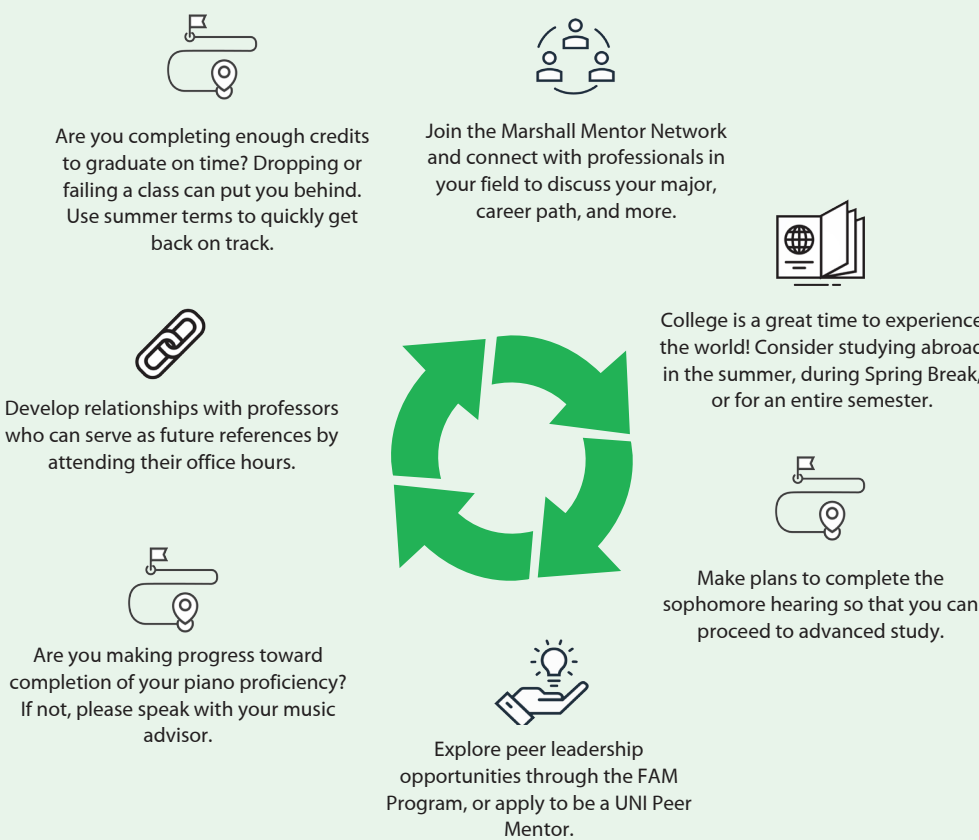 Are you completing enough credits
to graduate on time? Dropping or
failing a class can put you behind.
Use summer terms to quickly get
back on track.
Join the Marshall Mentor Network
and connect with professionals in
your field to discuss your major,
career path, and more.
College is a great time to experience
the world! Consider studying abroad
in the summer, during Spring Break,
or for an entire semester.
Develop relationships with professors
who can serve as future references by
attending their office hours.
Make plans to complete the
sophomore hearing so that you can
proceed to advanced study.
Are you making progress toward
completion of your piano proficiency?
If not, please speak with your music
advisor.
Explore peer leadership
opportunities through the FAM
Program, or apply to be a UNI Peer
Mentor.